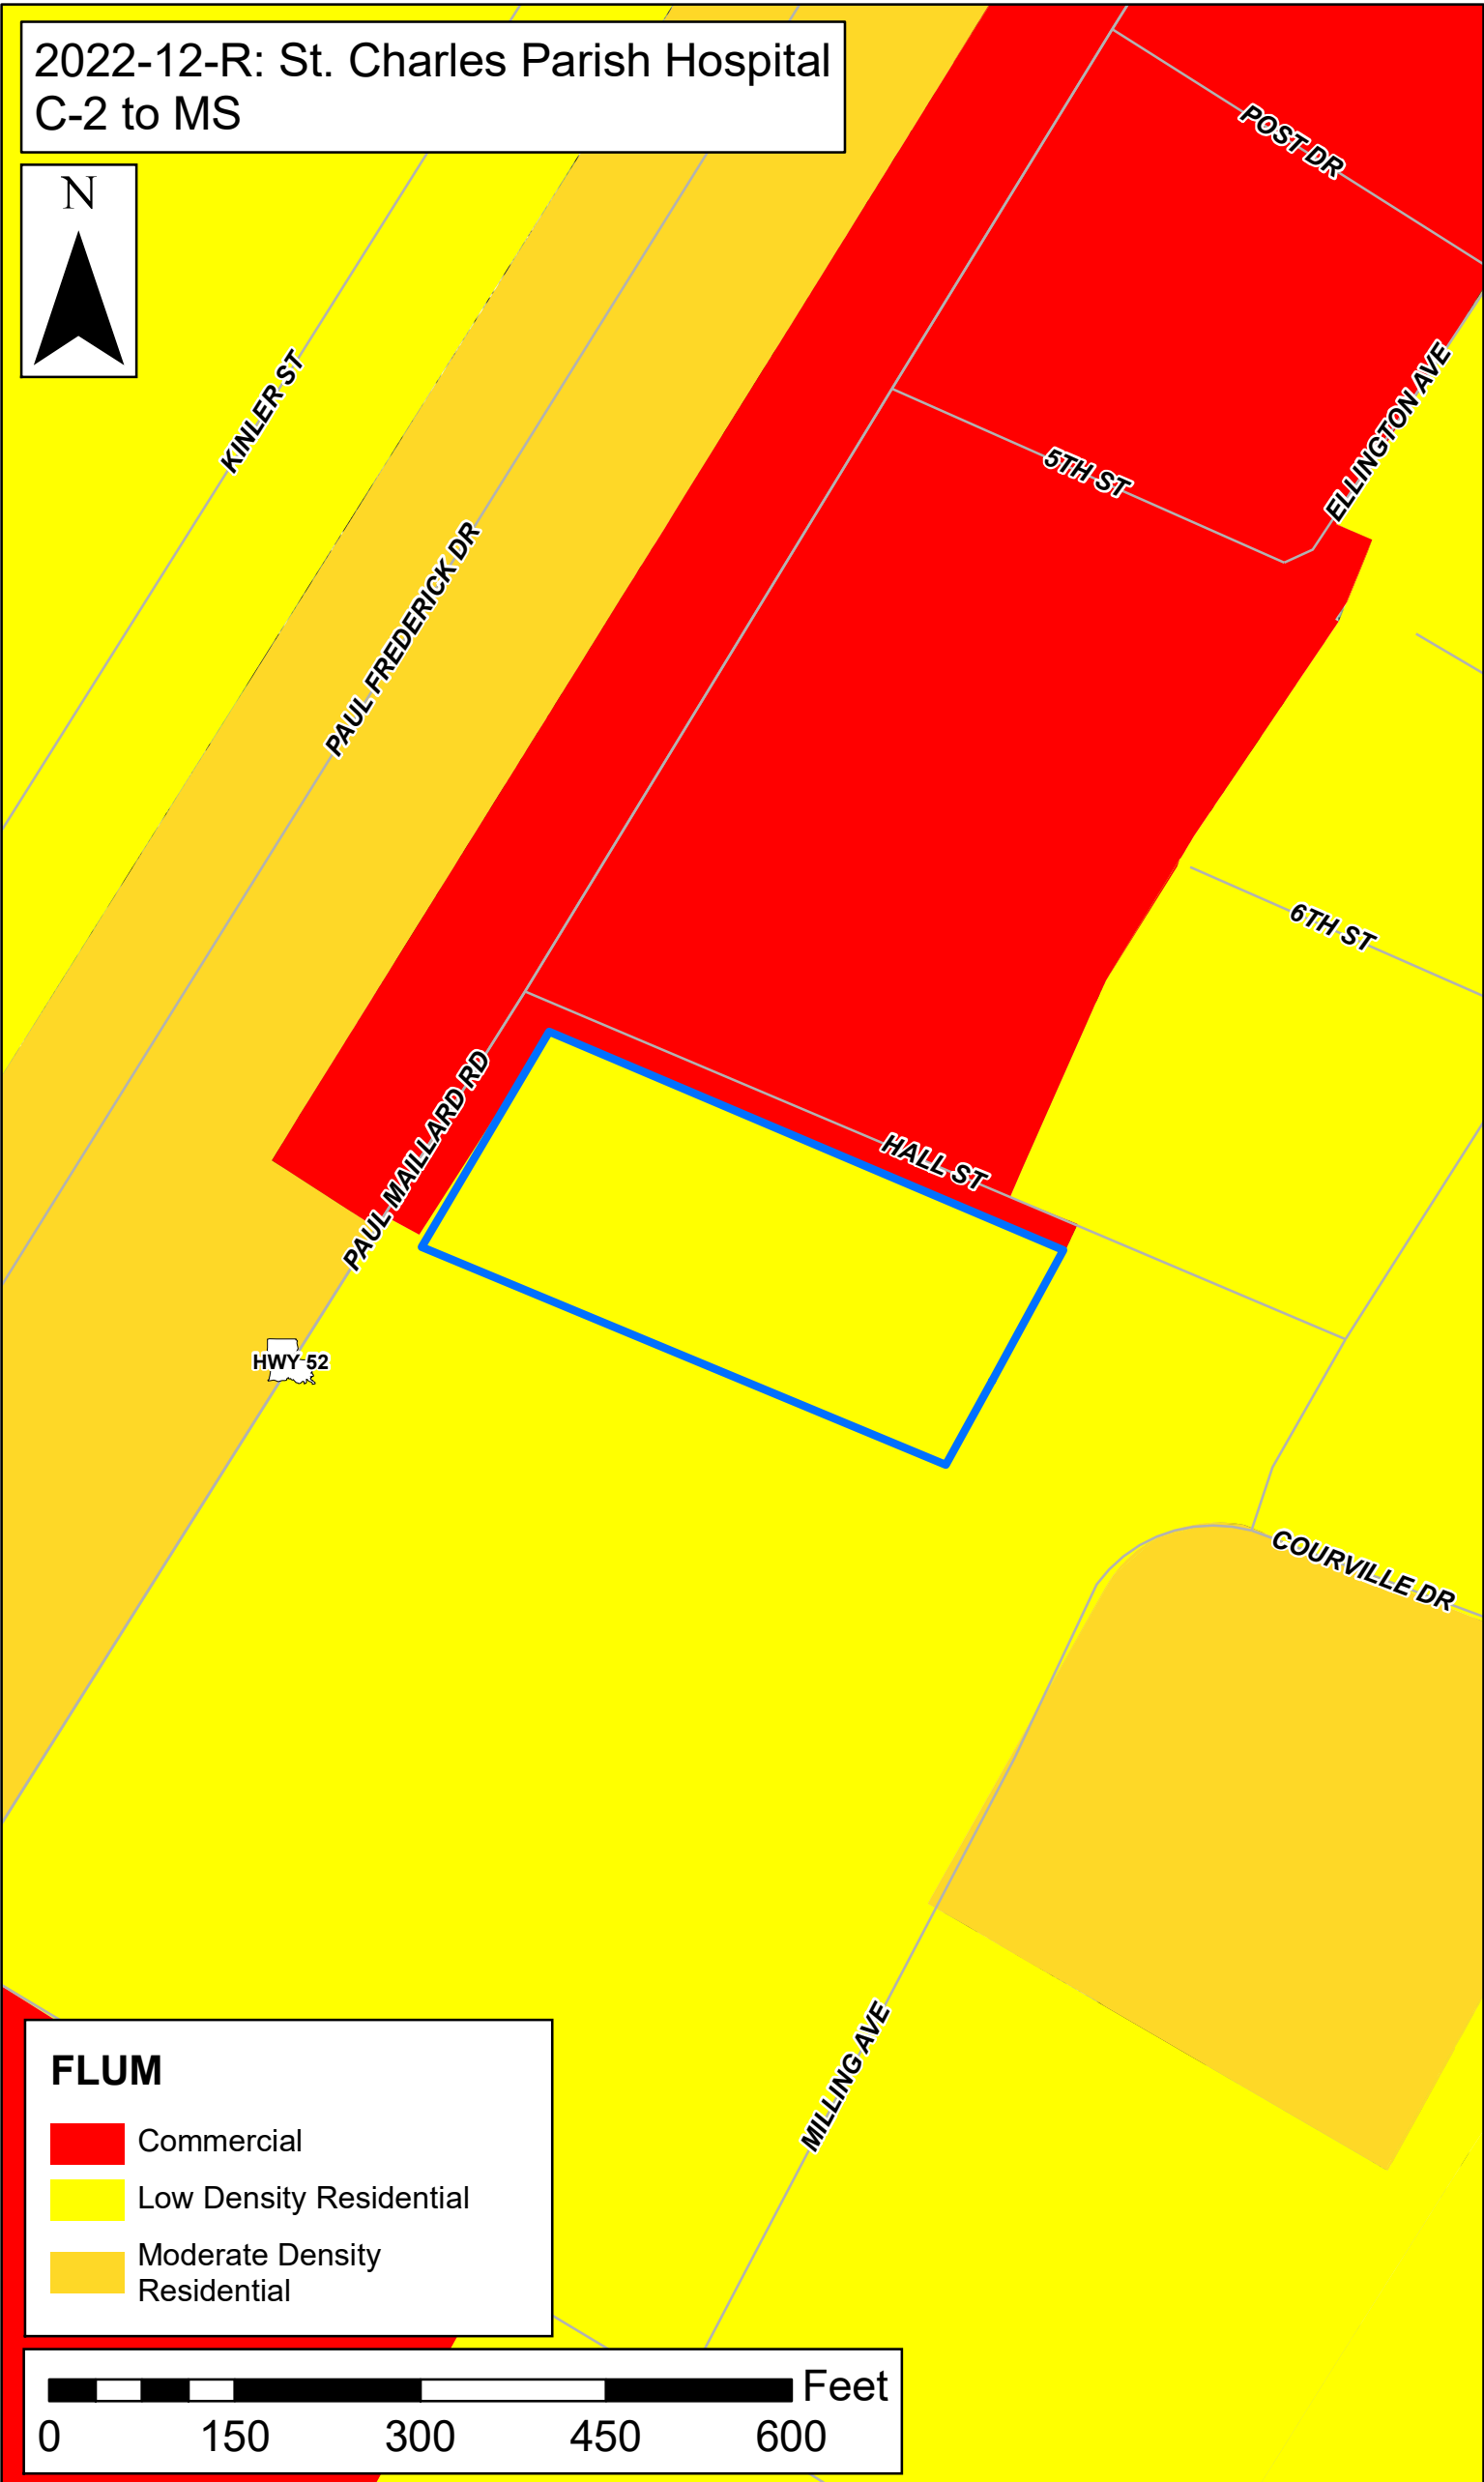 2022-12-R: St. Charles Parish Hospital
C-2 to MS
N
POST DR
KINLER ST
ELLINGTON AVE
5TH ST
PAUL FREDERICK DR
6TH ST
PAUL MAILLARD RD
HALL ST
HWY 52
COURVILLE DR
MILLING AVE
FLUM
Commercial
Low Density Residential
Moderate Density
Residential
Feet
0 150 300 450 600